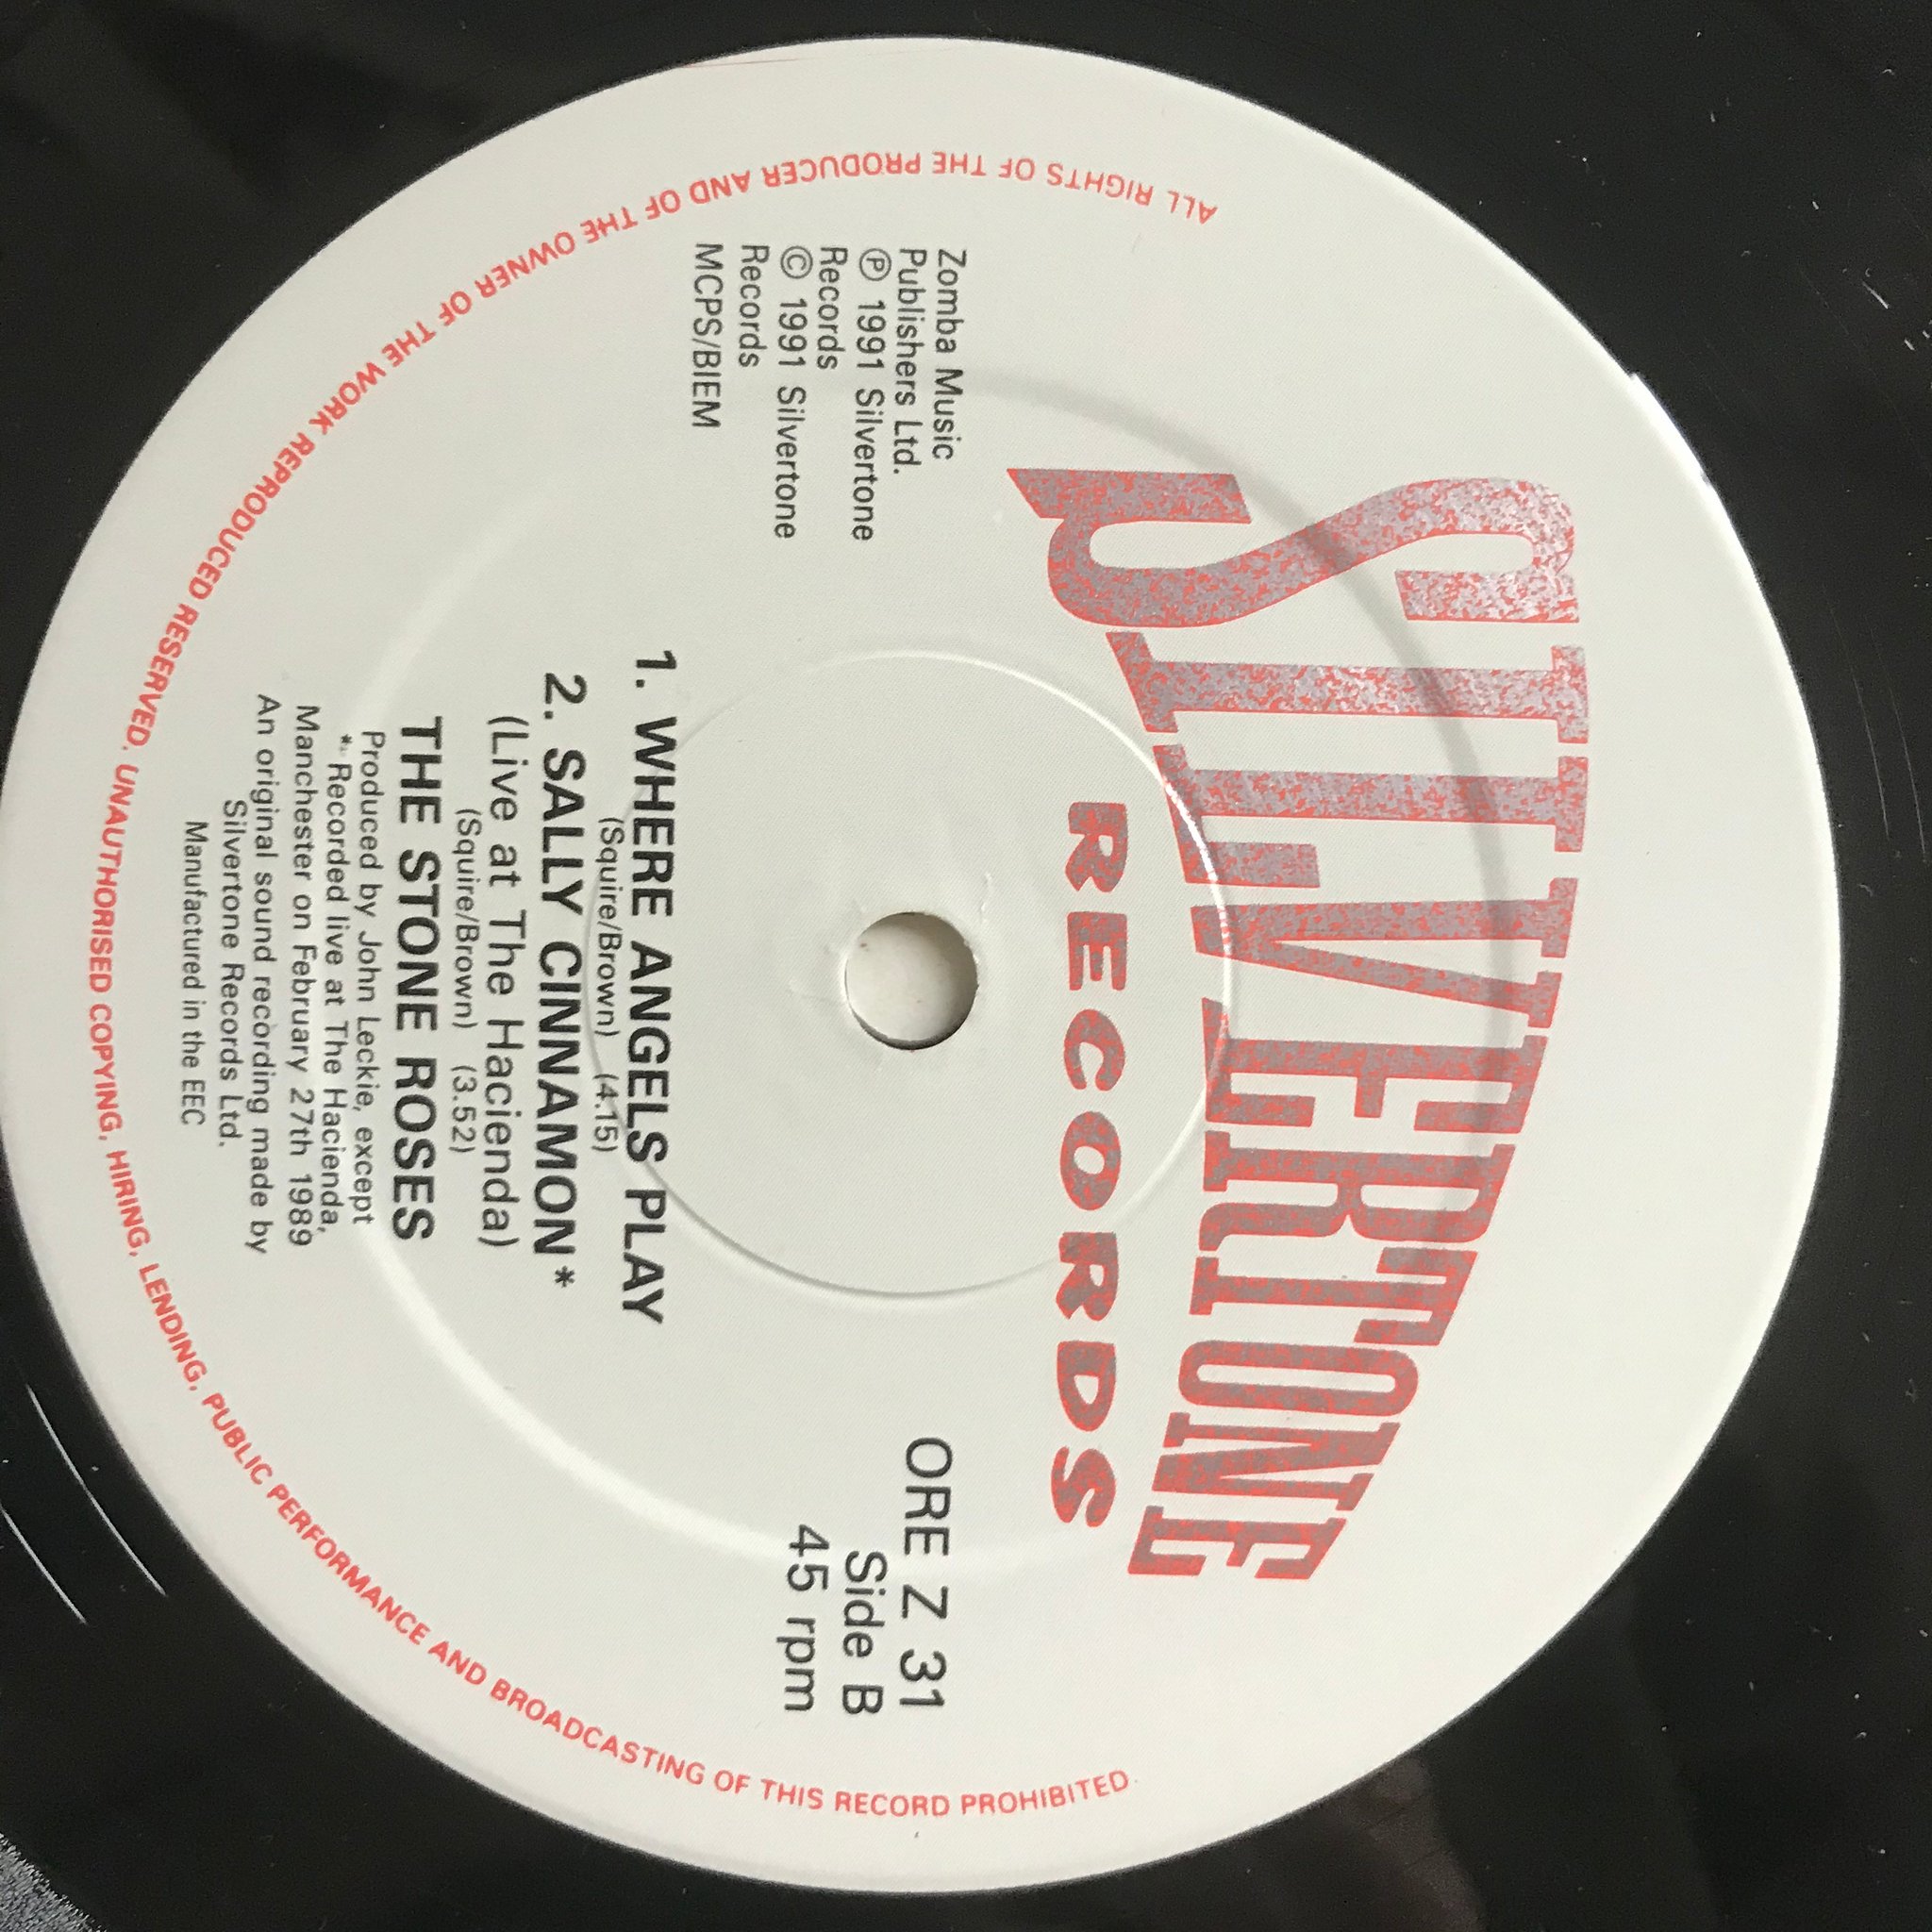 SILVERTONE
RECORDS
Zomba Music
Publishers Ltd.
Ⓟ 1991 Silvertone
Records
© 1991 Silvertone
Records
MCPS/BIEM
ORE Z 31
Side B
45 rpm
1. WHERE ANGELS PLAY
(Squire/Brown) (4.15)
2. SALLY CINNAMON*
(Live at The Hacienda)
(Squire/Brown) (3.52)
THE STONE ROSES
Produced by John Leckie, except
* Recorded live at The Hacienda,
Manchester on February 27th 1989
An original sound recording made by
Silvertone Records Ltd.
Manufactured in the EEC
ALL RIGHTS OF THE PRODUCER AND OF THE OWNER OF THE WORK REPRODUCED RESERVED. UNAUTHORISED COPYING, HIRING, LENDING, PUBLIC PERFORMANCE AND BROADCASTING OF THIS RECORD PROHIBITED.